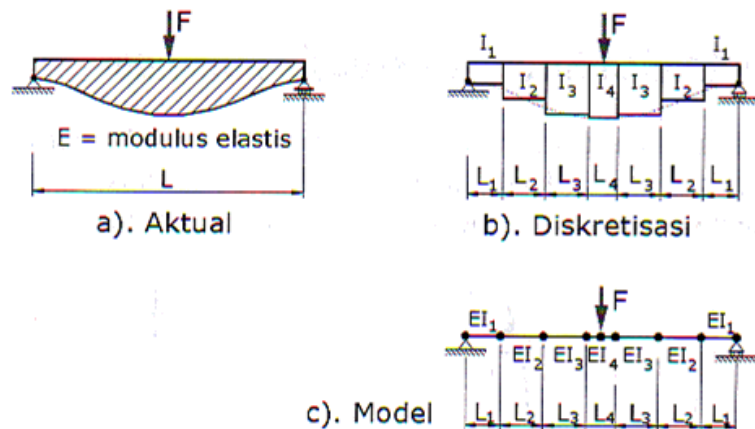 F
E = modulus elastis
L
a). Aktual
F
I₁ I₁
I₂ I₃ I₄ I₃ I₂
L₁ L₂ L₃ L₄ L₃ L₂ L₁
b). Diskretisasi
F
EI₁ EI₁
EI₂ EI₃ EI₄ EI₃ EI₂
L₁ L₂ L₃ L₄ L₃ L₂ L₁
c). Model